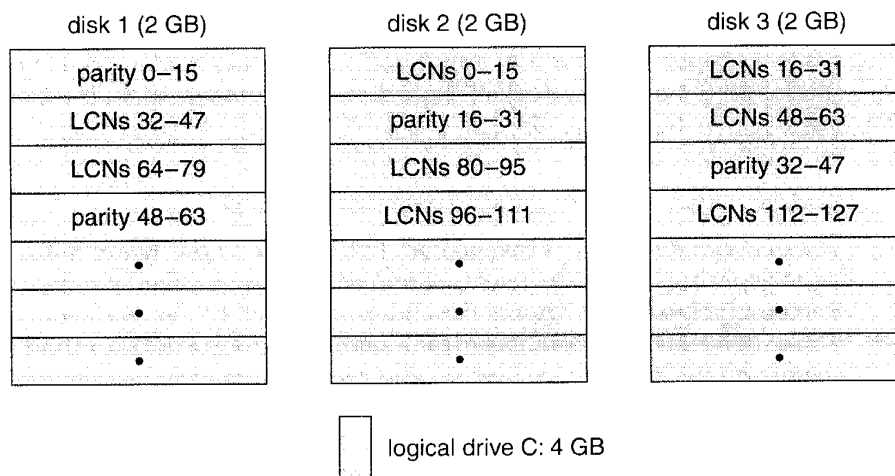 disk 1 (2 GB) disk 2 (2 GB) disk 3 (2 GB)
parity 0–15 LCNs 0–15 LCNs 16–31
LCNs 32–47 parity 16–31 LCNs 48–63
LCNs 64–79 LCNs 80–95 parity 32–47
parity 48–63 LCNs 96–111 LCNs 112–127
logical drive C: 4 GB